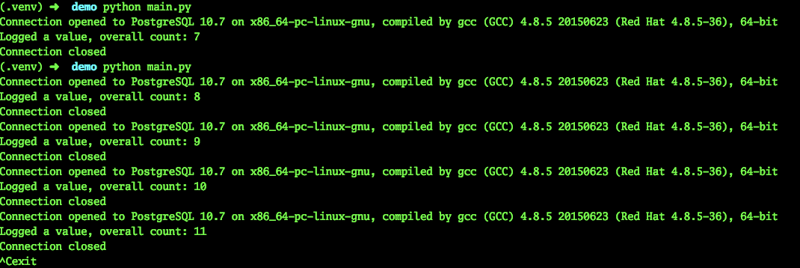 (.venv) ➜ demo python main.py
Connection opened to PostgreSQL 10.7 on x86_64-pc-linux-gnu, compiled by gcc (GCC) 4.8.5 20150623 (Red Hat 4.8.5-36), 64-bit
Logged a value, overall count: 7
Connection closed
(.venv) ➜ demo python main.py
Connection opened to PostgreSQL 10.7 on x86_64-pc-linux-gnu, compiled by gcc (GCC) 4.8.5 20150623 (Red Hat 4.8.5-36), 64-bit
Logged a value, overall count: 8
Connection closed
Connection opened to PostgreSQL 10.7 on x86_64-pc-linux-gnu, compiled by gcc (GCC) 4.8.5 20150623 (Red Hat 4.8.5-36), 64-bit
Logged a value, overall count: 9
Connection closed
Connection opened to PostgreSQL 10.7 on x86_64-pc-linux-gnu, compiled by gcc (GCC) 4.8.5 20150623 (Red Hat 4.8.5-36), 64-bit
Logged a value, overall count: 10
Connection closed
Connection opened to PostgreSQL 10.7 on x86_64-pc-linux-gnu, compiled by gcc (GCC) 4.8.5 20150623 (Red Hat 4.8.5-36), 64-bit
Logged a value, overall count: 11
Connection closed
^Cexit